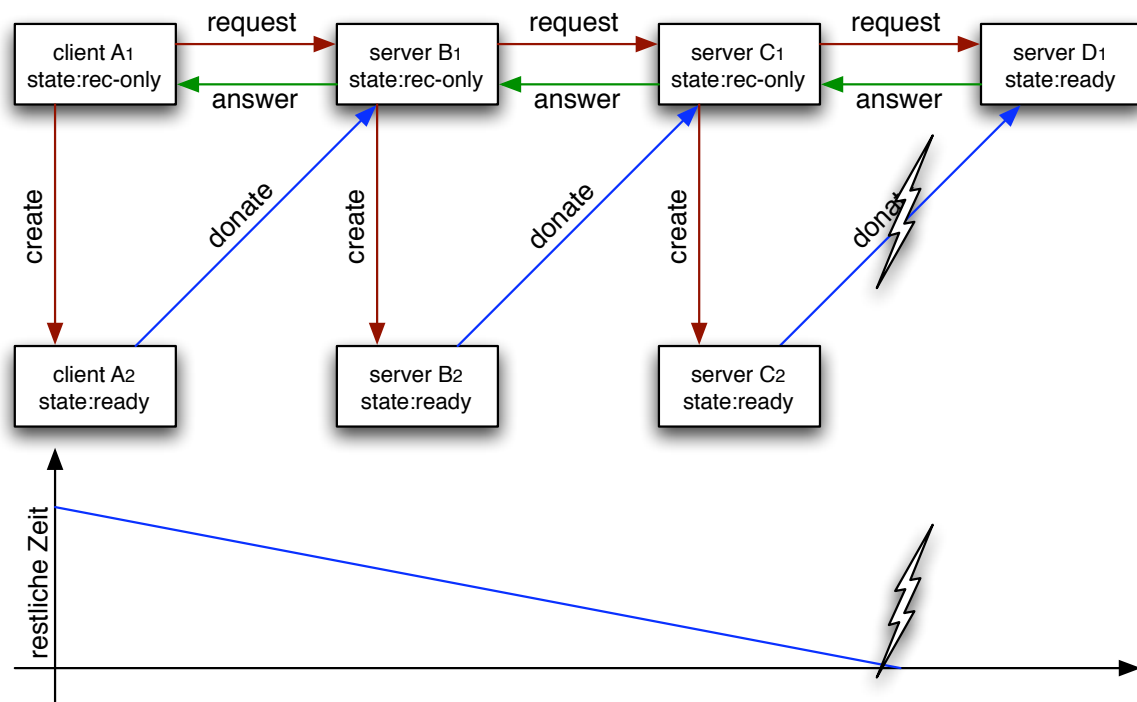 request
request
request
client A1
state:rec-only
server B1
state:rec-only
server C1
state:rec-only
server D1
state:ready
answer
answer
answer
create
donate
create
donate
create
donat
client A2
state:ready
server B2
state:ready
server C2
state:ready
restliche Zeit